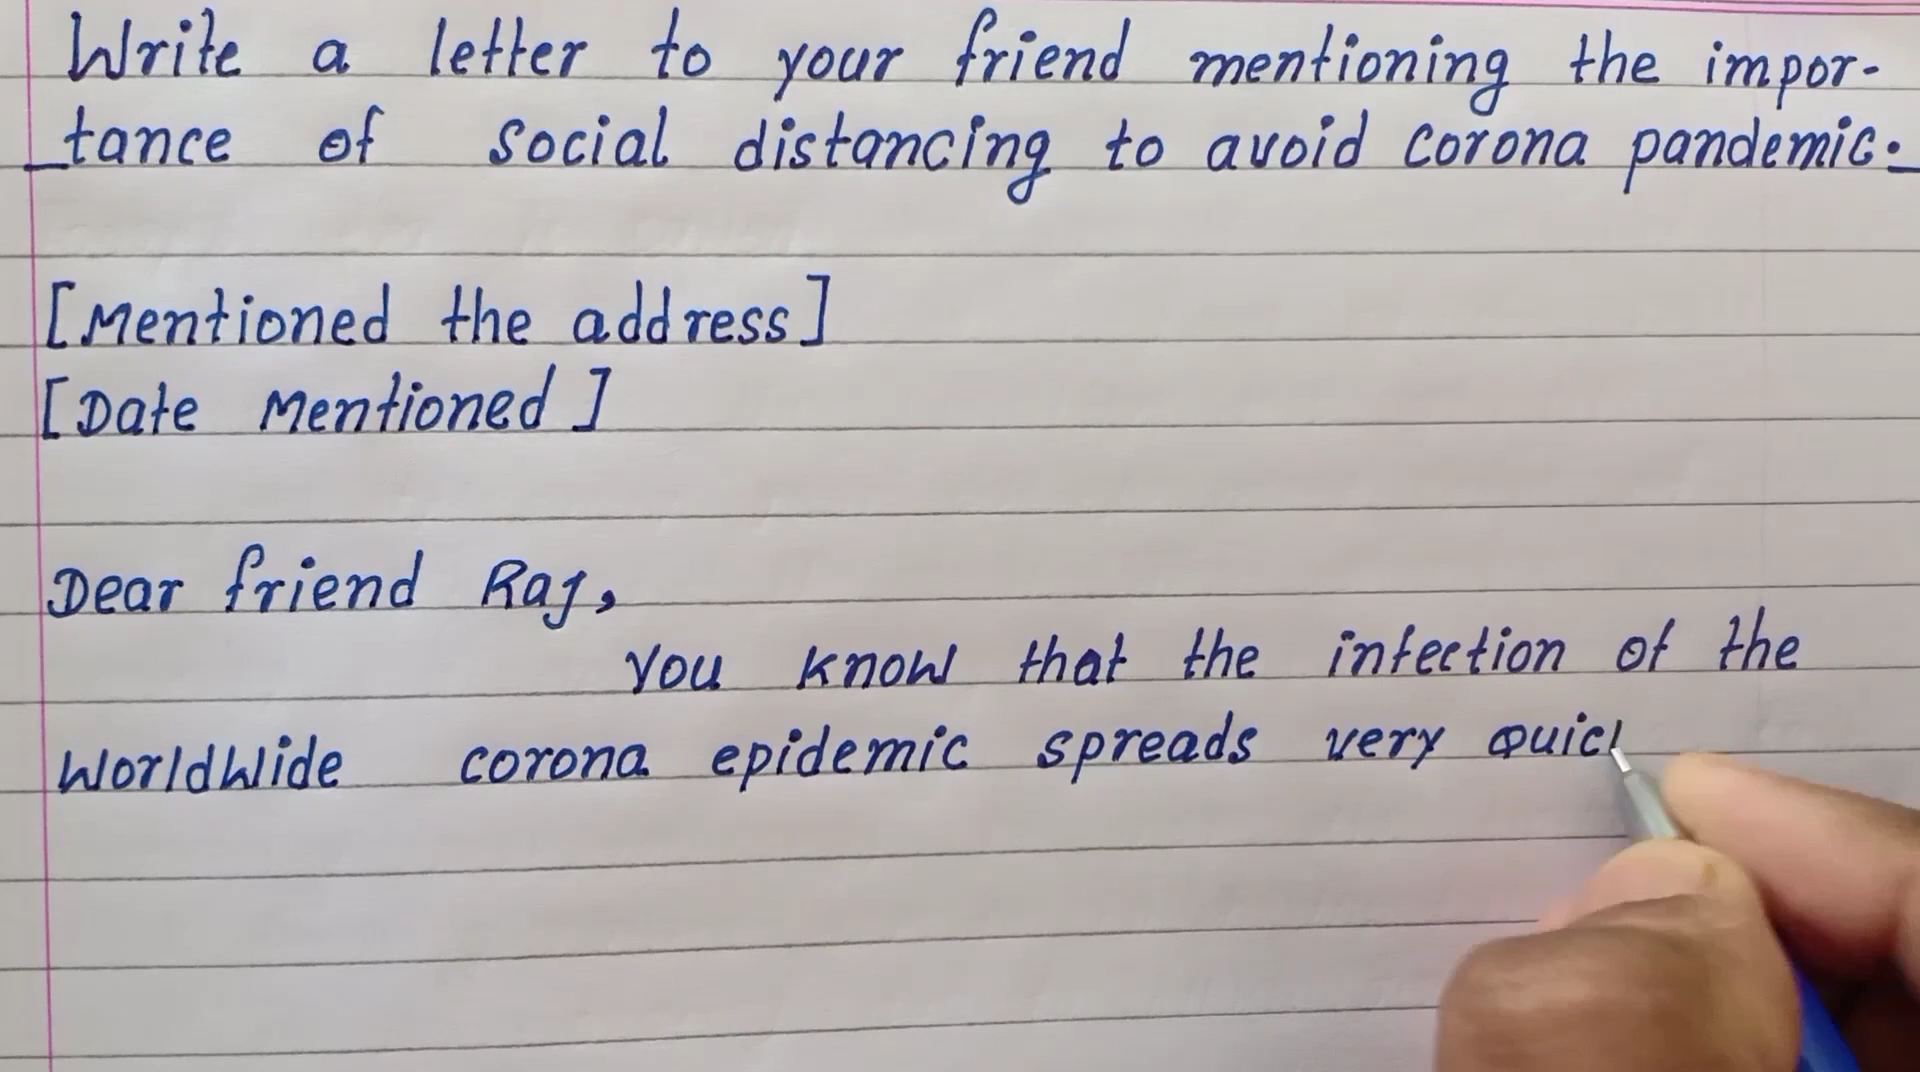 Write a letter to your friend mentioning the impor-
tance of social distancing to avoid corona pandemic.
[Mentioned the address]
[Date Mentioned]
Dear friend Raj,
You know that the infection of the
Worldwide corona epidemic spreads very quic